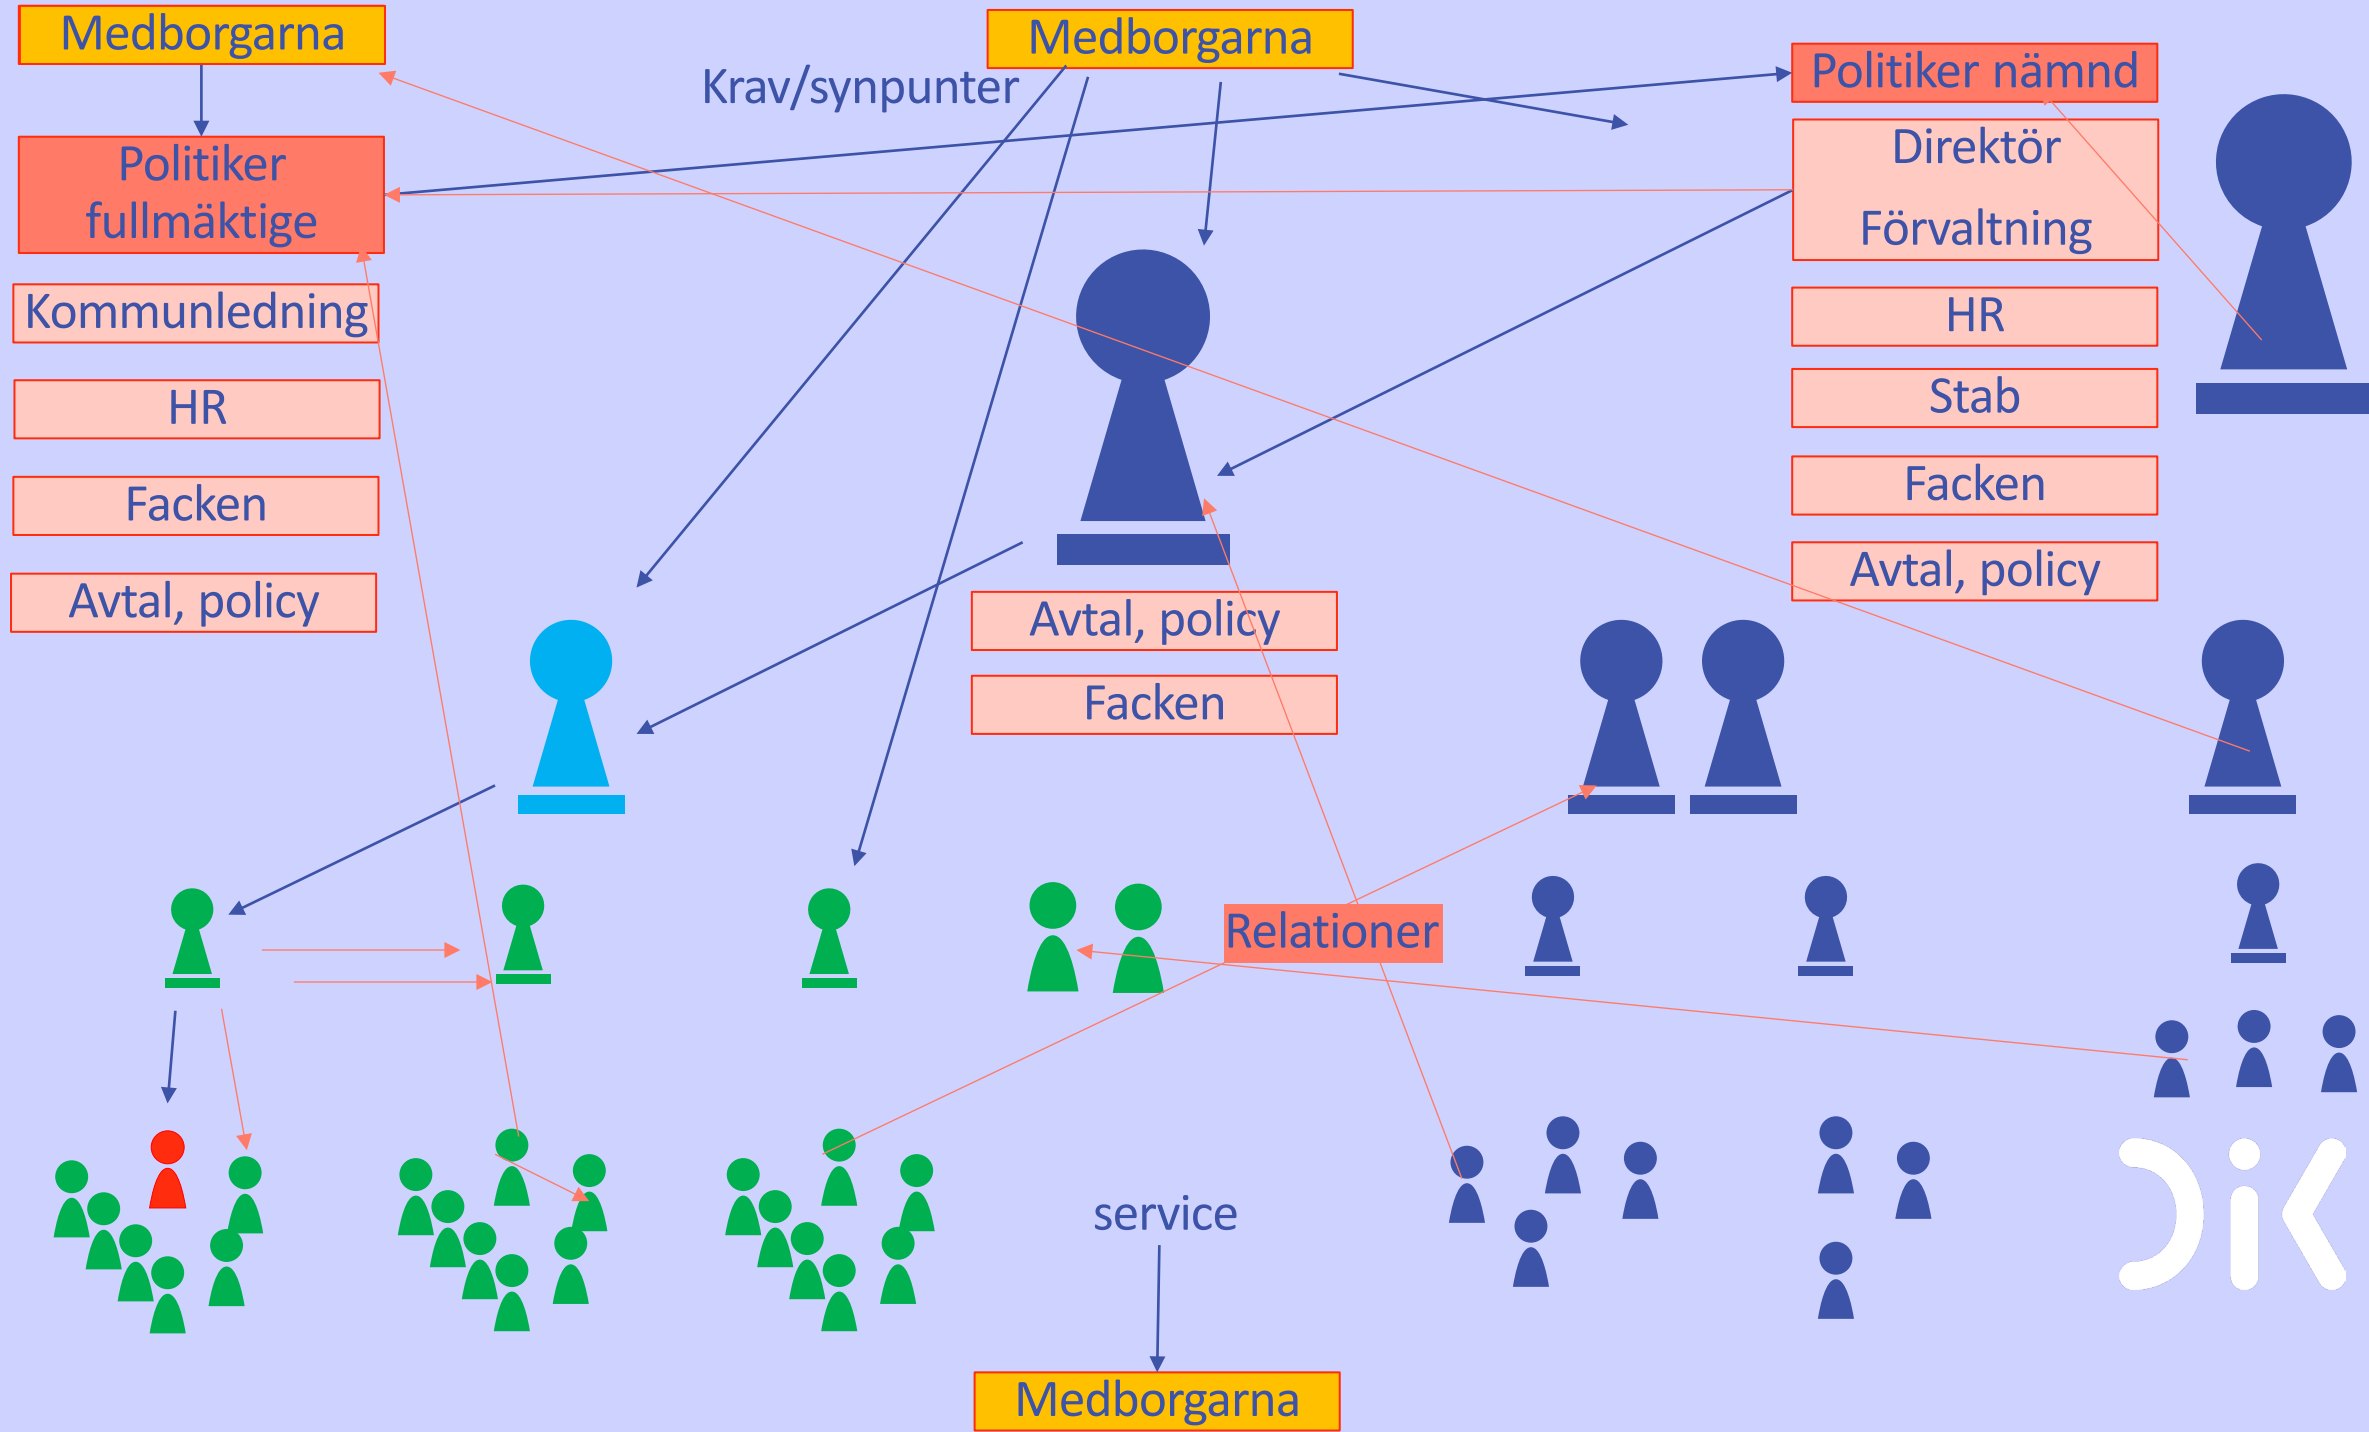 Medborgarna
Politiker
fullmäktige
Kommunledning
HR
Facken
Avtal, policy
Medborgarna
Krav/synpunter
Avtal, policy
Facken
Relationer
service
Medborgarna
Politiker nämnd
Direktör
Förvaltning
HR
Stab
Facken
Avtal, policy
DiK